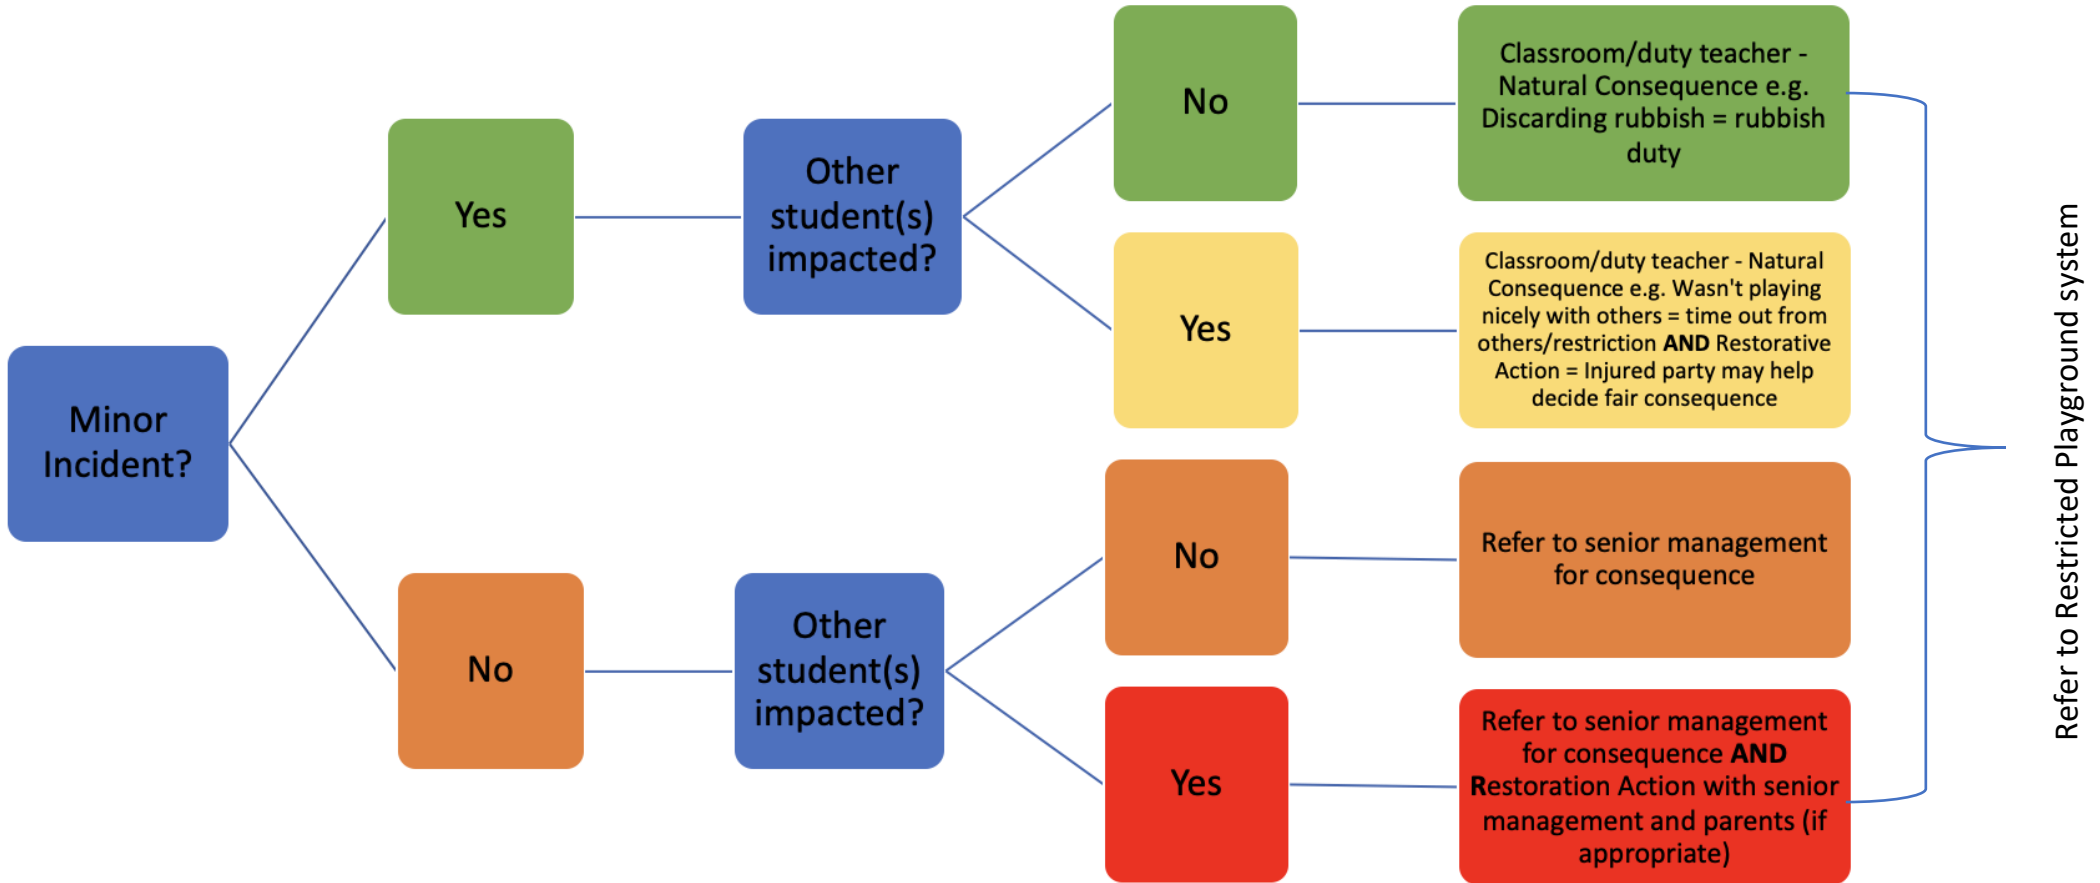 Minor
Incident?
Yes
Other
student(s)
impacted?
No
Classroom/duty teacher -
Natural Consequence e.g.
Discarding rubbish = rubbish
duty
Yes
Classroom/duty teacher - Natural
Consequence e.g. Wasn't playing
nicely with others = time out from
others/restriction AND Restorative
Action = Injured party may help
decide fair consequence
No
Other
student(s)
impacted?
No
Refer to senior management
for consequence
Yes
Refer to senior management
for consequence AND
Restoration Action with senior
management and parents (if
appropriate)
Refer to Restricted Playground system